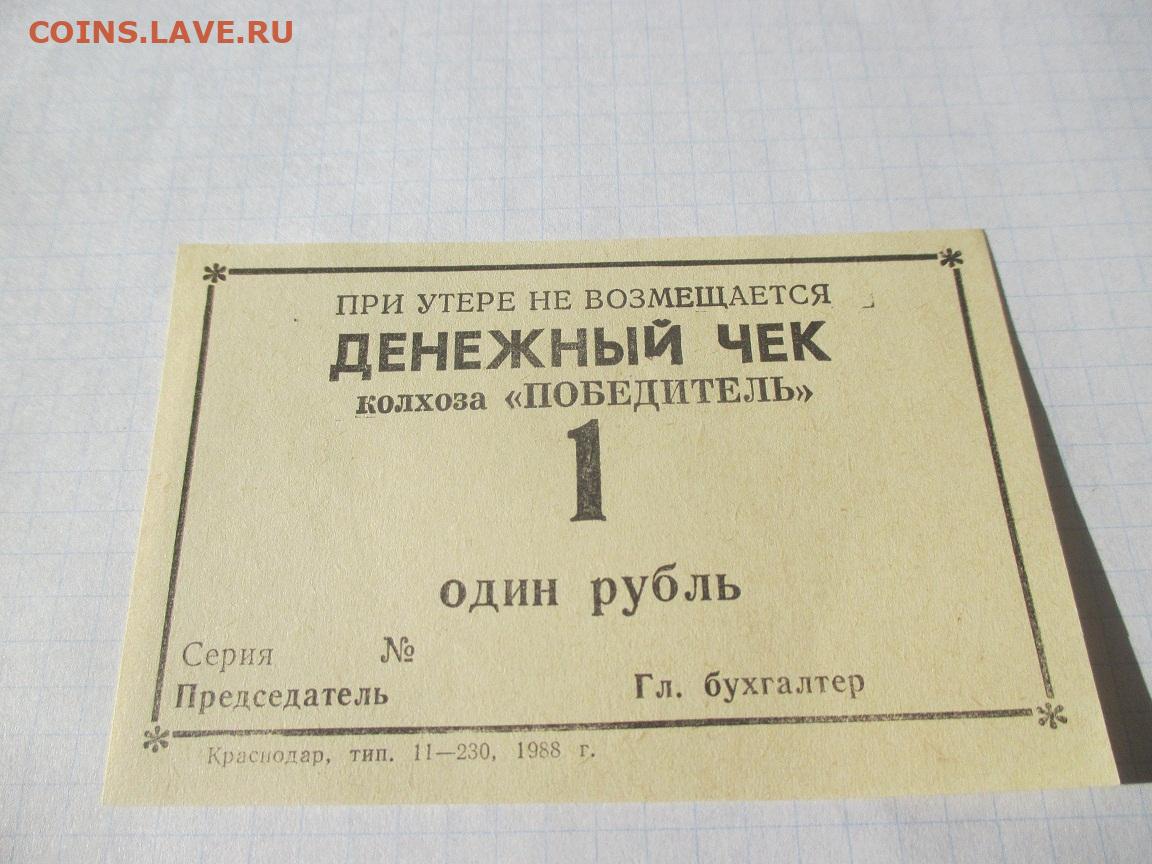 COINS.LAVE.RU
ПРИ УТЕРЕ НЕ ВОЗМЕЩАЕТСЯ
ДЕНЕЖНЫЙ ЧЕК
колхоза «ПОБЕДИТЕЛЬ»
1
один рубль
Серия №
Председатель Гл. бухгалтер
Краснодар, тип. 11—230, 1988 г.